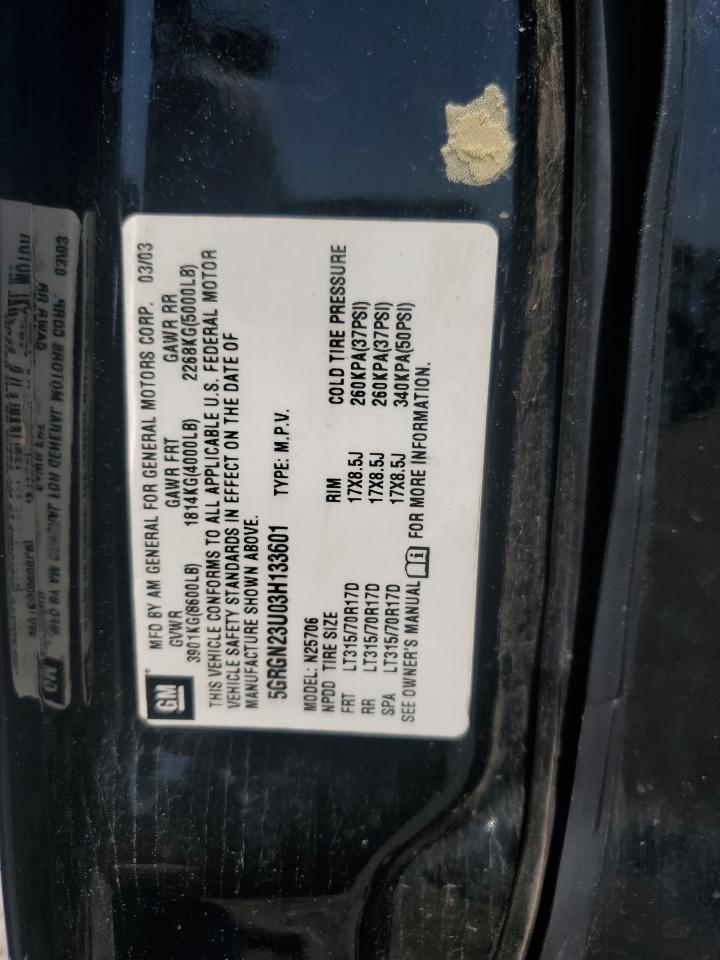 GM
MFD BY AM GENERAL FOR GENERAL MOTORS CORP. 03/03
GVWR GAWR FRT GAWR RR
3901KG(8600LB) 1814KG(4000LB) 2268KG(5000LB)
THIS VEHICLE CONFORMS TO ALL APPLICABLE U.S. FEDERAL MOTOR
VEHICLE SAFETY STANDARDS IN EFFECT ON THE DATE OF
MANUFACTURE SHOWN ABOVE.
5GRGN23U03H133601 TYPE: M.P.V.
MODEL: N25706
NPDD TIRE SIZE RIM COLD TIRE PRESSURE
FRT LT315/70R17D 17X8.5J 260KPA(37PSI)
RR LT315/70R17D 17X8.5J 260KPA(37PSI)
SPA LT315/70R17D 17X8.5J 340KPA(50PSI)
SEE OWNER'S MANUAL FOR MORE INFORMATION.